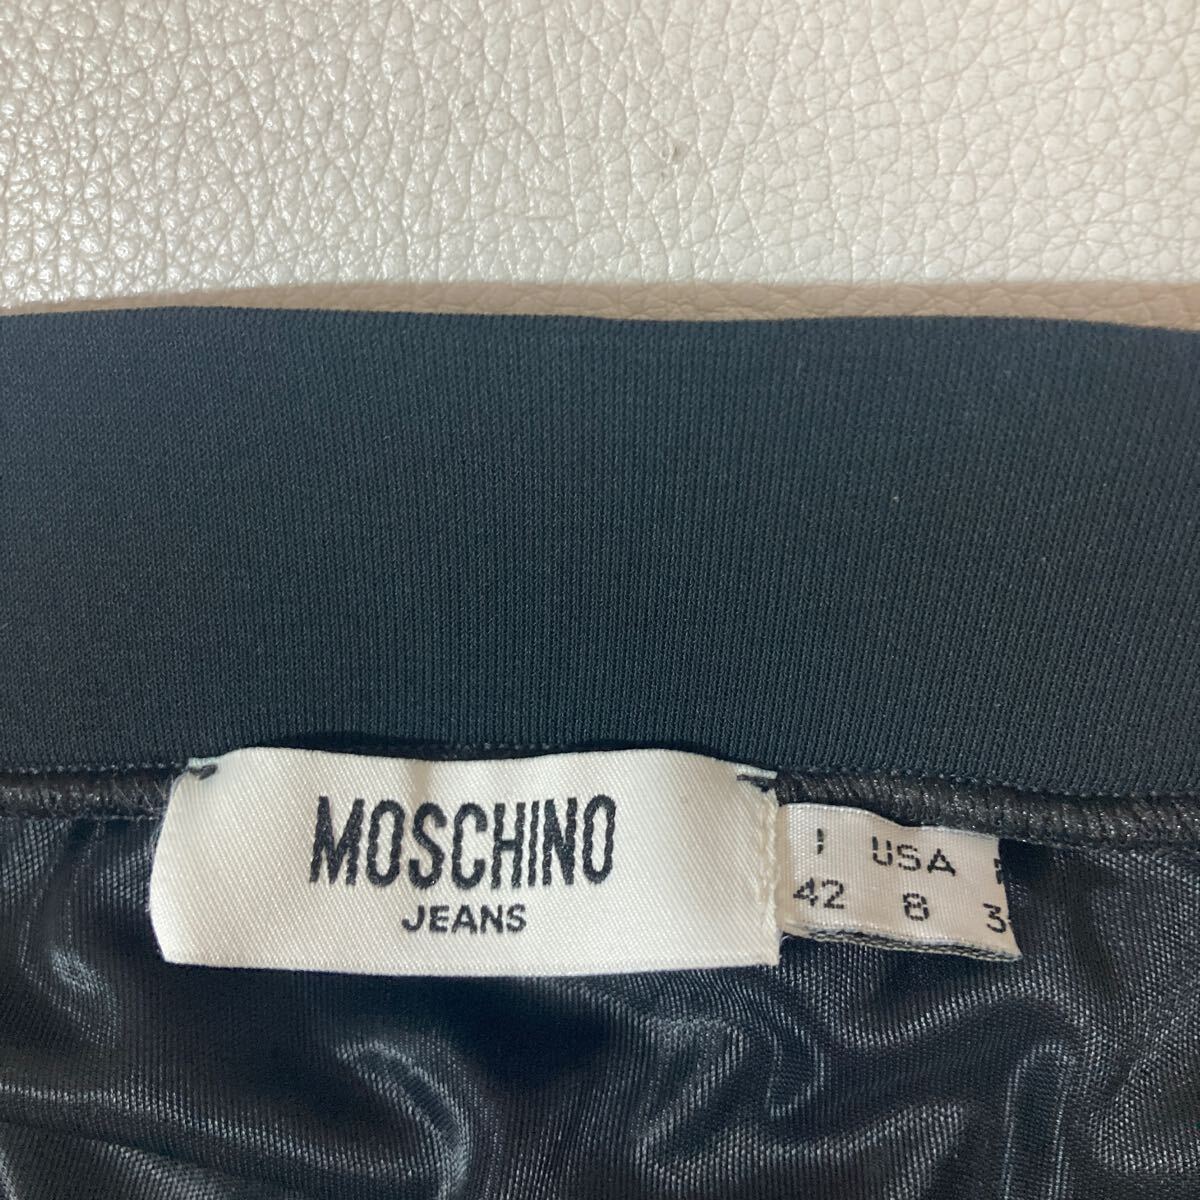 MOSCHINO
JEANS
I USA
42 8